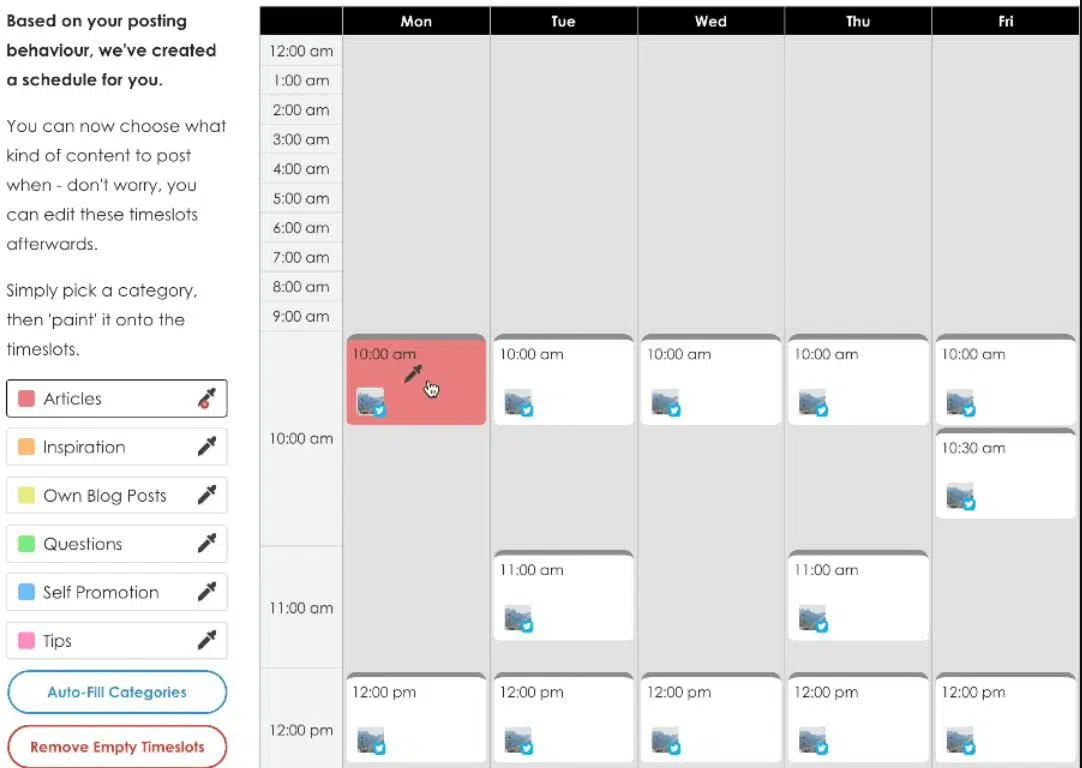 Based on your posting
behaviour, we've created
a schedule for you.
You can now choose what
kind of content to post
when - don't worry, you
can edit these timeslots
afterwards.
Simply pick a category,
then 'paint' it onto the
timeslots.
Articles
Inspiration
Own Blog Posts
Questions
Self Promotion
Tips
Auto-Fill Categories
Remove Empty Timeslots
Mon Tue Wed Thu Fri
12:00 am
1:00 am
2:00 am
3:00 am
4:00 am
5:00 am
6:00 am
7:00 am
8:00 am
9:00 am
10:00 am 10:00 am 10:00 am 10:00 am 10:00 am
10:00 am
10:30 am
11:00 am 11:00 am
11:00 am
12:00 pm 12:00 pm 12:00 pm 12:00 pm 12:00 pm
12:00 pm